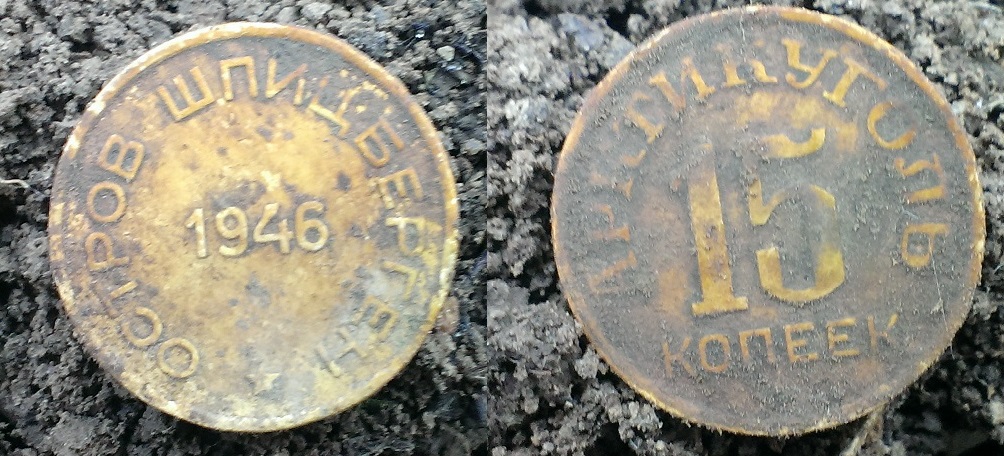 ОСТРОВ ШПИЦБЕРГЕН
1946
АРКТИКУГОЛЬ
15
КОПЕЕК